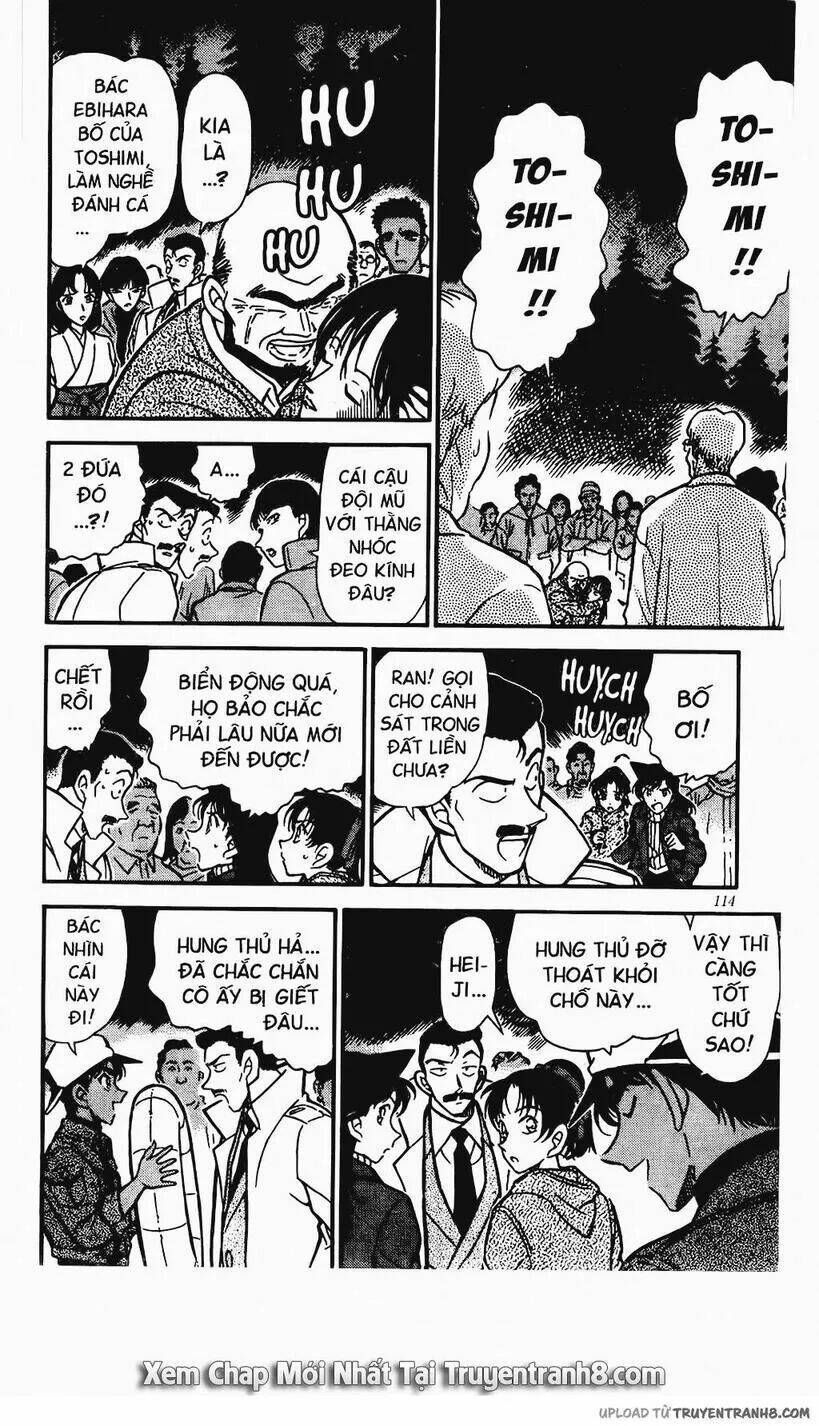 TO-
SHI-
MI
!!
TO-
SHI-
MI
!!
HU
HU
HU
KIA
LÀ
...?
BÁC
EBIHARA
BỐ CỦA
TOSHIMI,
LÀM NGHỀ
ĐÁNH CÁ
...
CÁI CẬU
ĐỘI MŨ
VỚI THẰNG
NHÓC
ĐEO KÍNH
ĐÂU?
A...
2 ĐỨA
ĐÓ
...?!
BỐ
ƠI!
HUỴCH
HUỴCH
RAN! GỌI
CHO CẢNH
SÁT TRONG
ĐẤT LIỀN
CHƯA?
BIỂN ĐỘNG QUÁ,
HỌ BẢO CHẮC
PHẢI LÂU NỮA MỚI
ĐẾN ĐƯỢC!
CHẾT
RỒI
...
114
VẬY THÌ
CÀNG
TỐT
CHỨ
SAO!
HUNG THỦ ĐỠ
THOÁT KHỎI
CHỖ NÀY...
HEI-
JI...
HUNG THỦ HẢ...
ĐÃ CHẮC CHẮN
CÔ ẤY BỊ GIẾT
ĐÂU...
BÁC
NHÌN
CÁI
NÀY
ĐI!
Xem Chap Mới Nhất Tại Truyentranh8.com
UPLOAD TỪ TRUYENTRANH8.COM